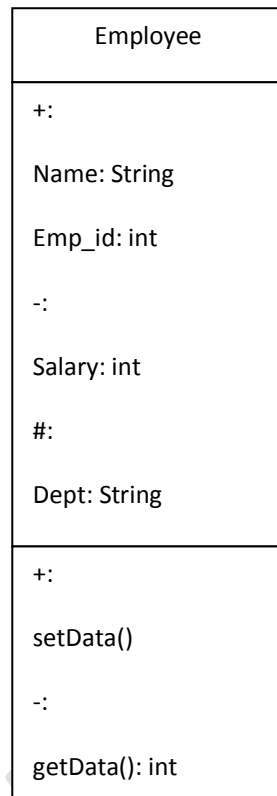 Employee
+:
Name: String
Emp_id: int
-:
Salary: int
#:
Dept: String
+:
setData()
-:
getData(): int